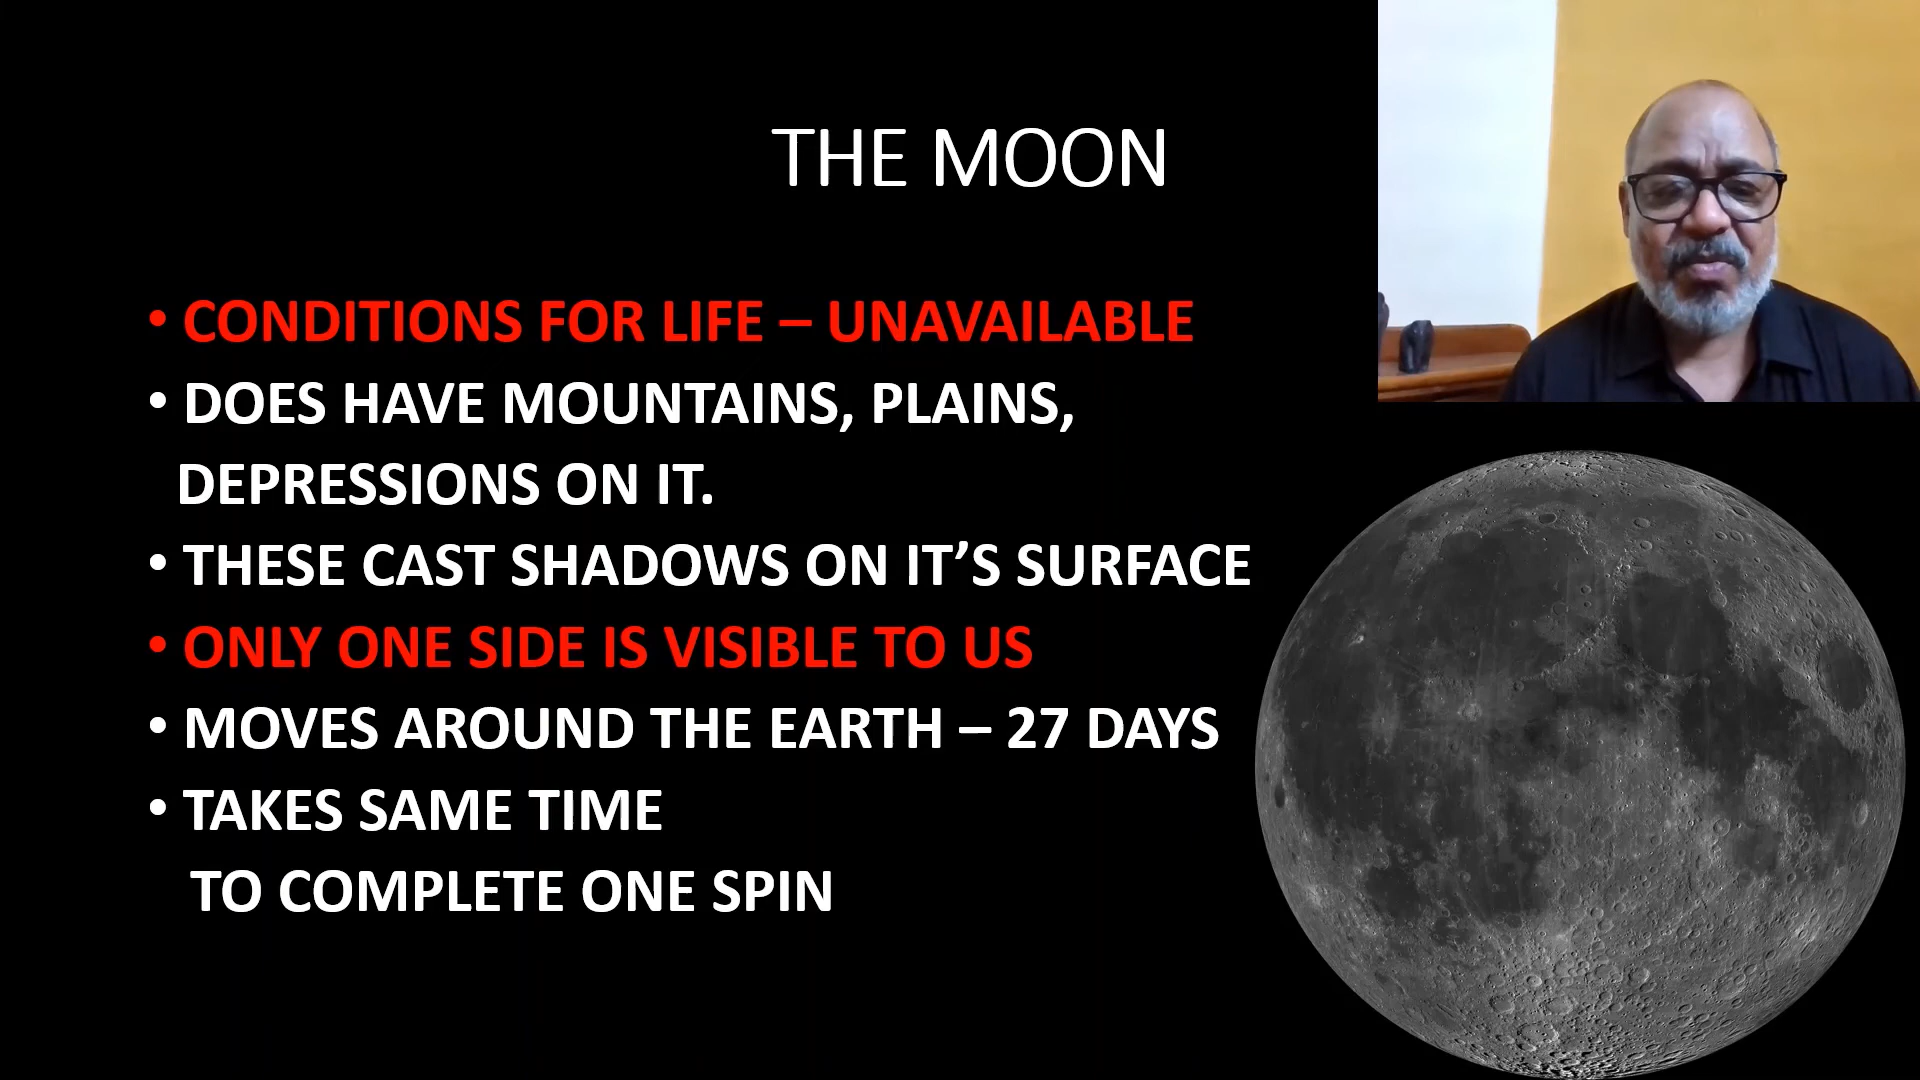 THE MOON
• CONDITIONS FOR LIFE – UNAVAILABLE
• DOES HAVE MOUNTAINS, PLAINS,
DEPRESSIONS ON IT.
• THESE CAST SHADOWS ON IT’S SURFACE
• ONLY ONE SIDE IS VISIBLE TO US
• MOVES AROUND THE EARTH – 27 DAYS
• TAKES SAME TIME
TO COMPLETE ONE SPIN